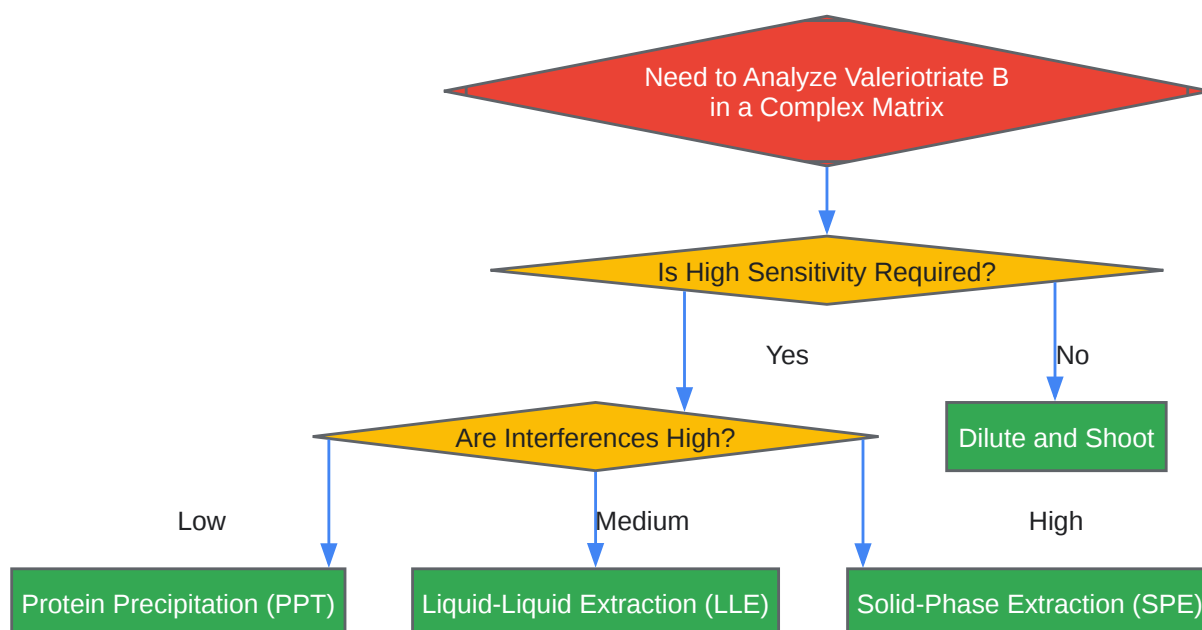 Need to Analyze Valeriotriate B
in a Complex Matrix
Is High Sensitivity Required?
Yes
No
Are Interferences High?
Dilute and Shoot
Low
Medium
High
Protein Precipitation (PPT)
Liquid-Liquid Extraction (LLE)
Solid-Phase Extraction (SPE)